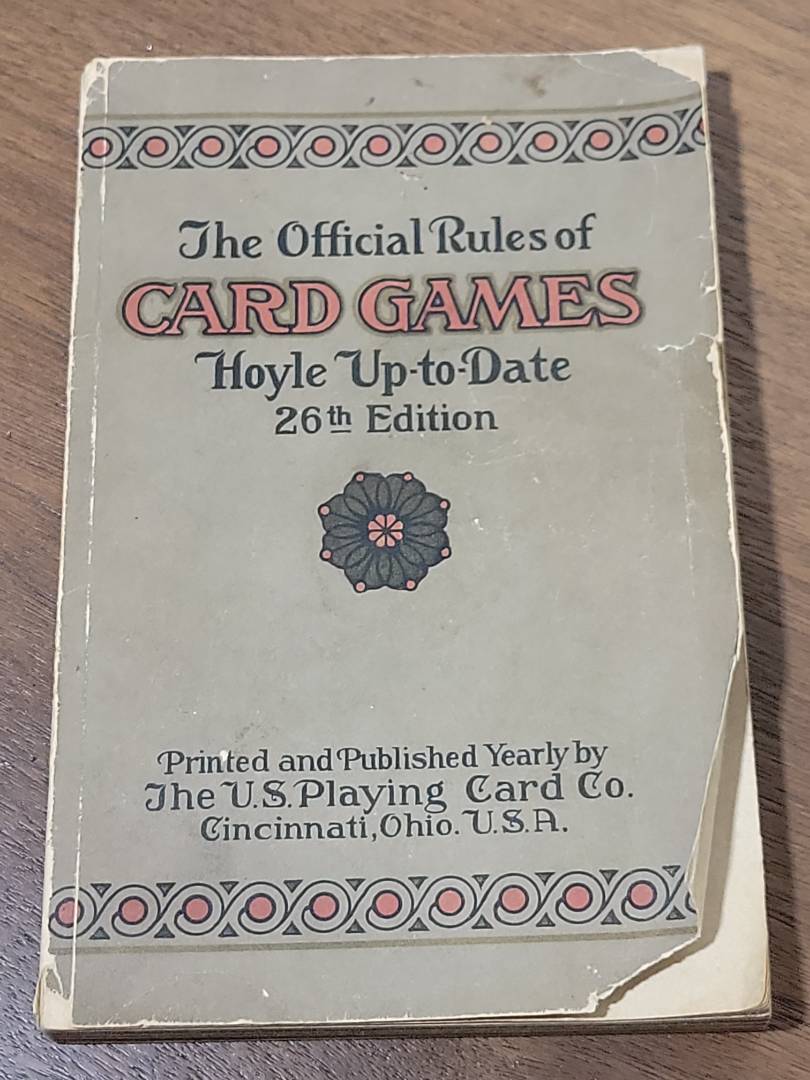 The Official Rules of
CARD GAMES
Hoyle Up-to-Date
26th Edition
Printed and Published Yearly by
The U.S. Playing Card Co.
Cincinnati, Ohio. U.S.A.